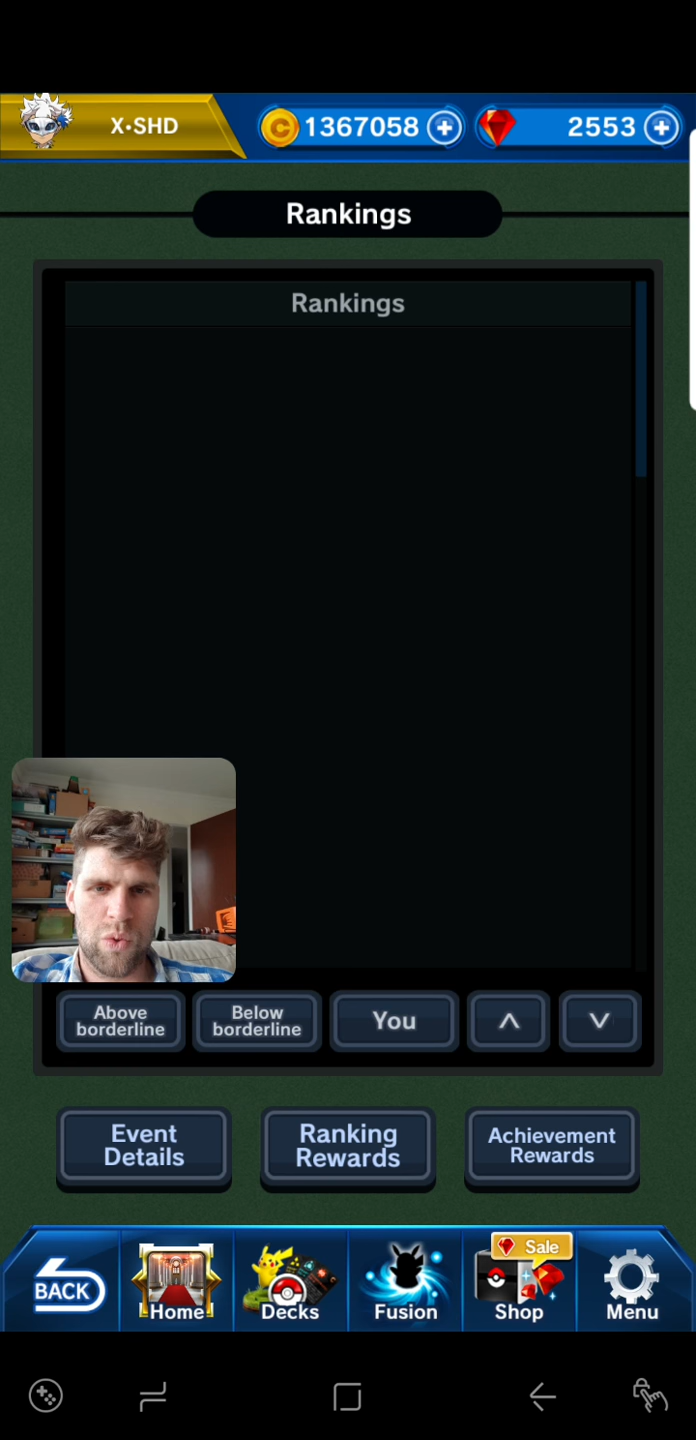 X•SHD
1367058
2553
Rankings
Rankings
Above
borderline
Below
borderline
You
Event
Details
Ranking
Rewards
Achievement
Rewards
BACK
Home
Decks
Fusion
Sale
Shop
Menu